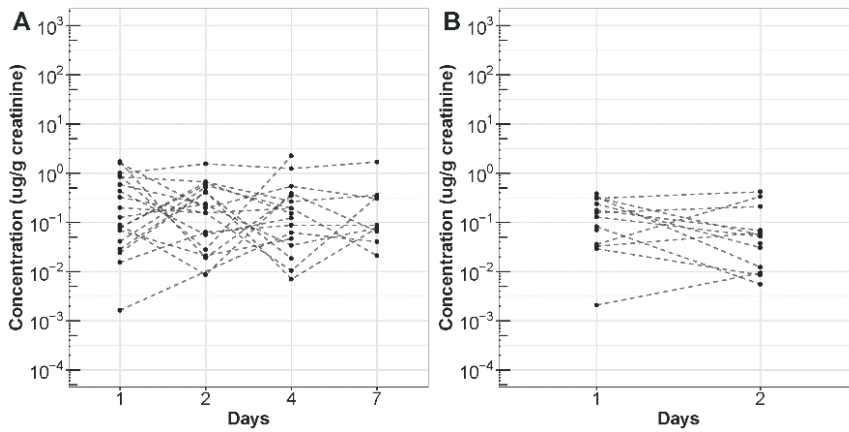 A
Concentration (ug/g creatinine)
10³
10²
10¹
10⁰
10⁻¹
10⁻²
10⁻³
10⁻⁴
1 2 4 7
Days
B
Concentration (ug/g creatinine)
10³
10²
10¹
10⁰
10⁻¹
10⁻²
10⁻³
10⁻⁴
1 2
Days